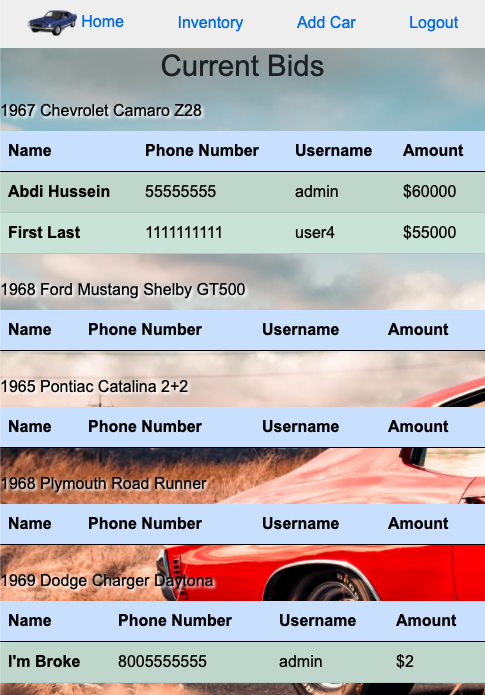 Home Inventory Add Car Logout
Current Bids
1967 Chevrolet Camaro Z28
Name Phone Number Username Amount
Abdi Hussein 55555555 admin $60000
First Last 1111111111 user4 $55000
1968 Ford Mustang Shelby GT500
Name Phone Number Username Amount
1965 Pontiac Catalina 2+2
Name Phone Number Username Amount
1968 Plymouth Road Runner
Name Phone Number Username Amount
1969 Dodge Charger Daytona
Name Phone Number Username Amount
I'm Broke 8005555555 admin $2